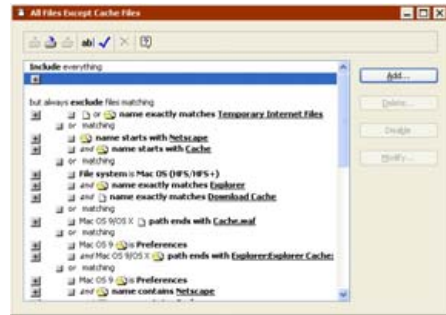 All Files Except Cache Files
abl
Include everything
Add...
but always exclude files matching
Delete...
or name exactly matches Temporary Internet Files
or matching
Disable
name starts with Netscape
and name starts with Cache
or matching
Modify...
File system is Mac OS (HFS/HFS+)
and name exactly matches Explorer
and name exactly matches Download Cache
or matching
Mac OS 9/OS X path ends with Cache.waf
or matching
Mac OS 9 is Preferences
and Mac OS 9/OS X path ends with Explorer:Explorer Cache:
or matching
Mac OS 9 is Preferences
and name contains Netscape